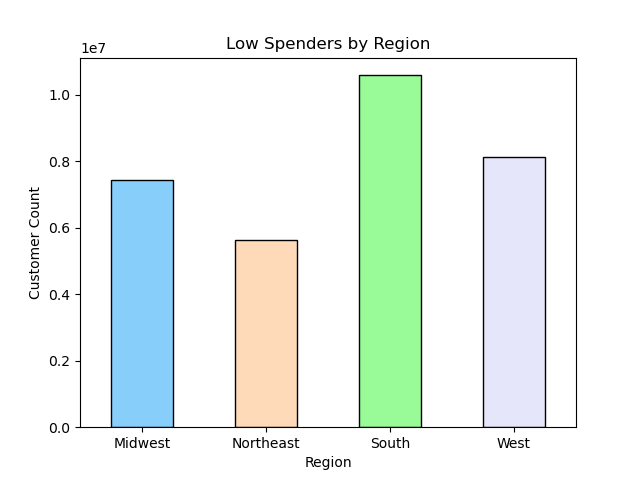 Low Spenders by Region
1e7
1.0
0.8
0.6
0.4
0.2
0.0
Customer Count
Midwest Northeast South West
Region